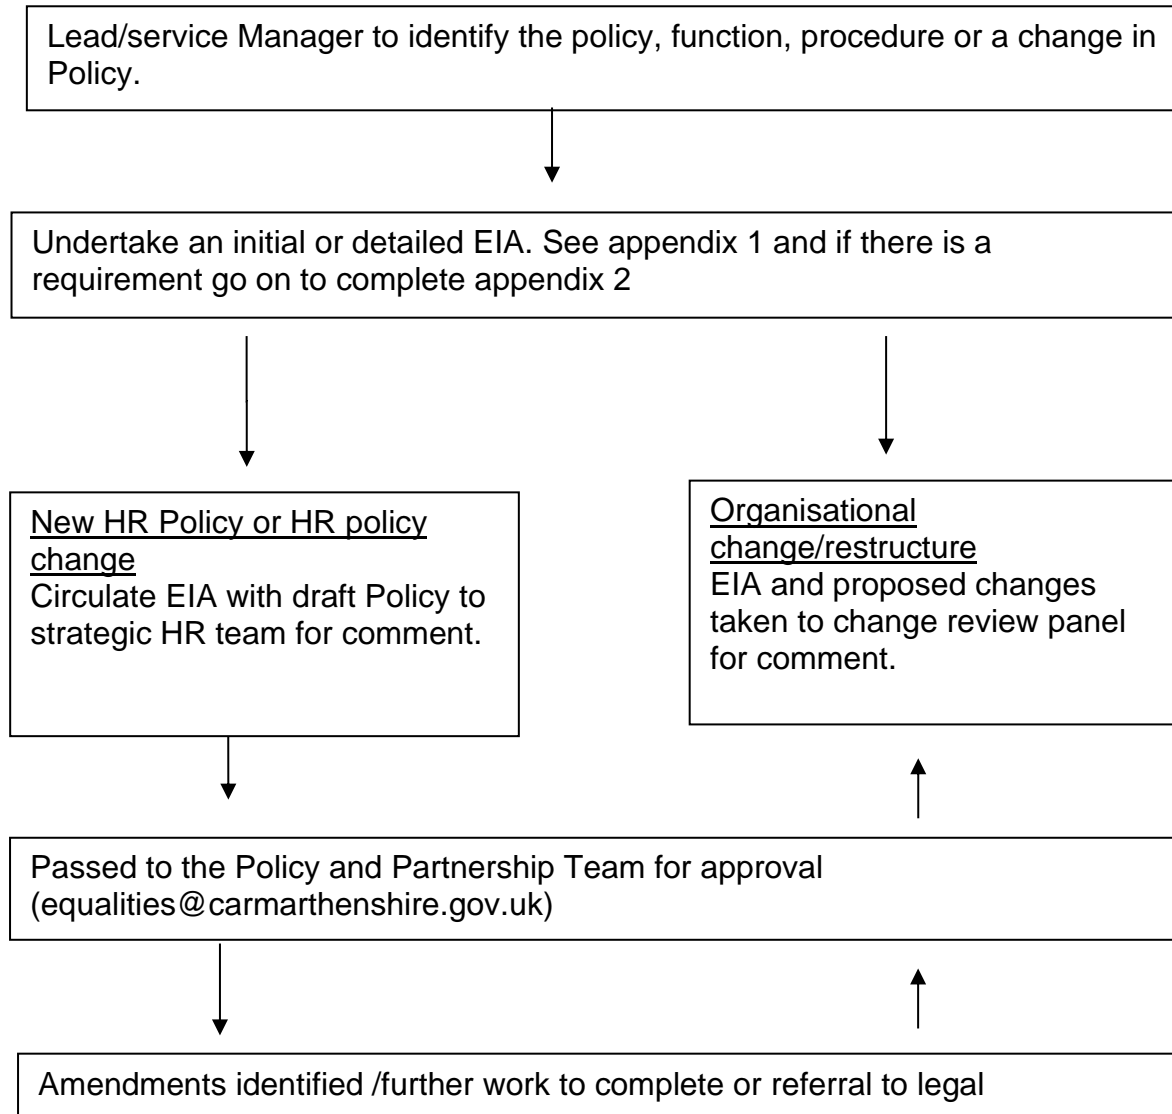 Lead/service Manager to identify the policy, function, procedure or a change in
Policy.
Undertake an initial or detailed EIA. See appendix 1 and if there is a
requirement go on to complete appendix 2
New HR Policy or HR policy
change
Circulate EIA with draft Policy to
strategic HR team for comment.
Organisational
change/restructure
EIA and proposed changes
taken to change review panel
for comment.
Passed to the Policy and Partnership Team for approval
(equalities@carmarthenshire.gov.uk)
Amendments identified /further work to complete or referral to legal